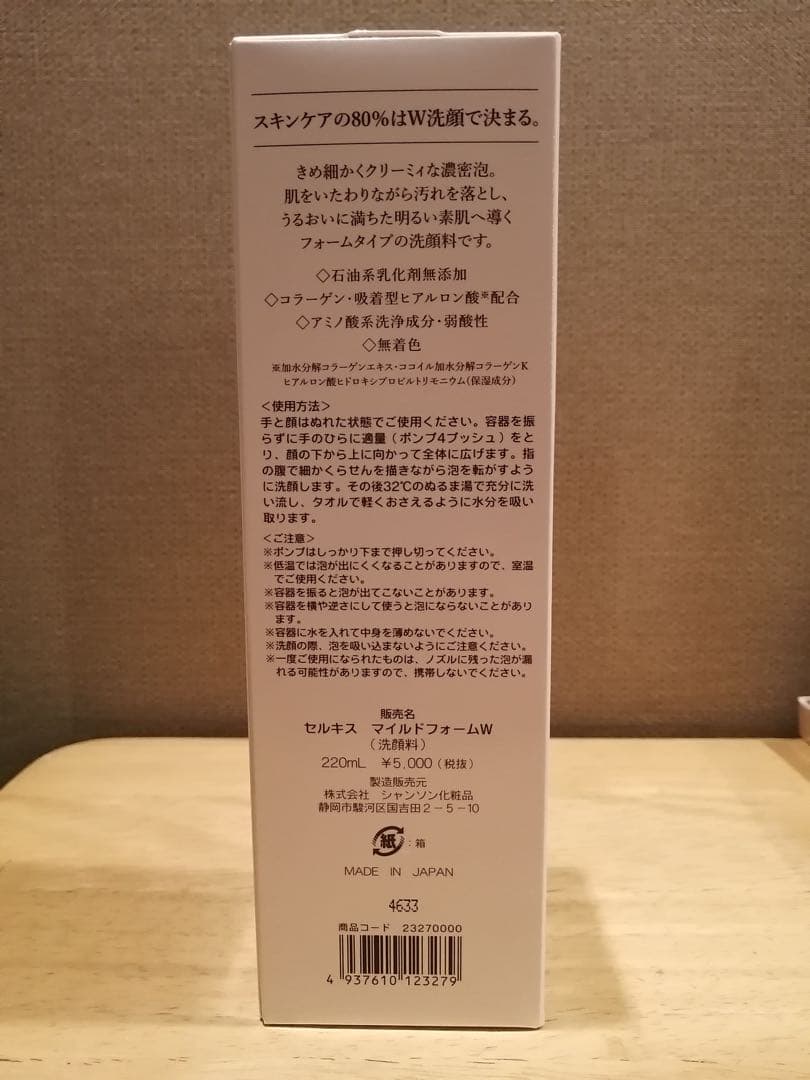 スキンケアの80%はW洗顔で決まる。
きめ細かくクリーミィな濃密泡。
肌をいたわりながら汚れを落とし、
うるおいに満ちた明るい素肌へ導く
フォームタイプの洗顔料です。
◇石油系乳化剤無添加
◇コラーゲン・吸着型ヒアルロン酸※配合
◇アミノ酸系洗浄成分・弱酸性
◇無着色
※加水分解コラーゲンエキス・ココイル加水分解コラーゲンK
ヒアルロン酸ヒドロキシプロピルトリモニウム(保湿成分)
<使用方法>
手と顔はぬれた状態でご使用ください。容器を振
らずに手のひらに適量(ポンプ4プッシュ)をと
り、顔の下から上に向かって全体に広げます。指
の腹で細かくらせんを描きながら泡を転がすよう
に洗顔します。その後32℃のぬるま湯で充分に洗
い流し、タオルで軽くおさえるように水分を吸い
取ります。
<ご注意>
※ポンプはしっかり下まで押し切ってください。
※低温では泡が出にくくなることがありますので、室温
でご使用ください。
※容器を振ると泡が出てこないことがあります。
※容器を横や逆さにして使うと泡にならないことがあり
ます。
※容器に水を入れて中身を薄めないでください。
※洗顔の際、泡を吸い込まないようにご注意ください。
※一度ご使用になられたものは、ノズルに残った泡が漏
れる可能性がありますので、携帯しないでください。
販売名
セルキス マイルドフォームW
(洗顔料)
220mL ¥5,000(税抜)
製造販売元
株式会社 シャンソン化粧品
静岡市駿河区国吉田2-5-10
紙:箱
MADE IN JAPAN
4633
商品コード 23270000
4 937610 123279